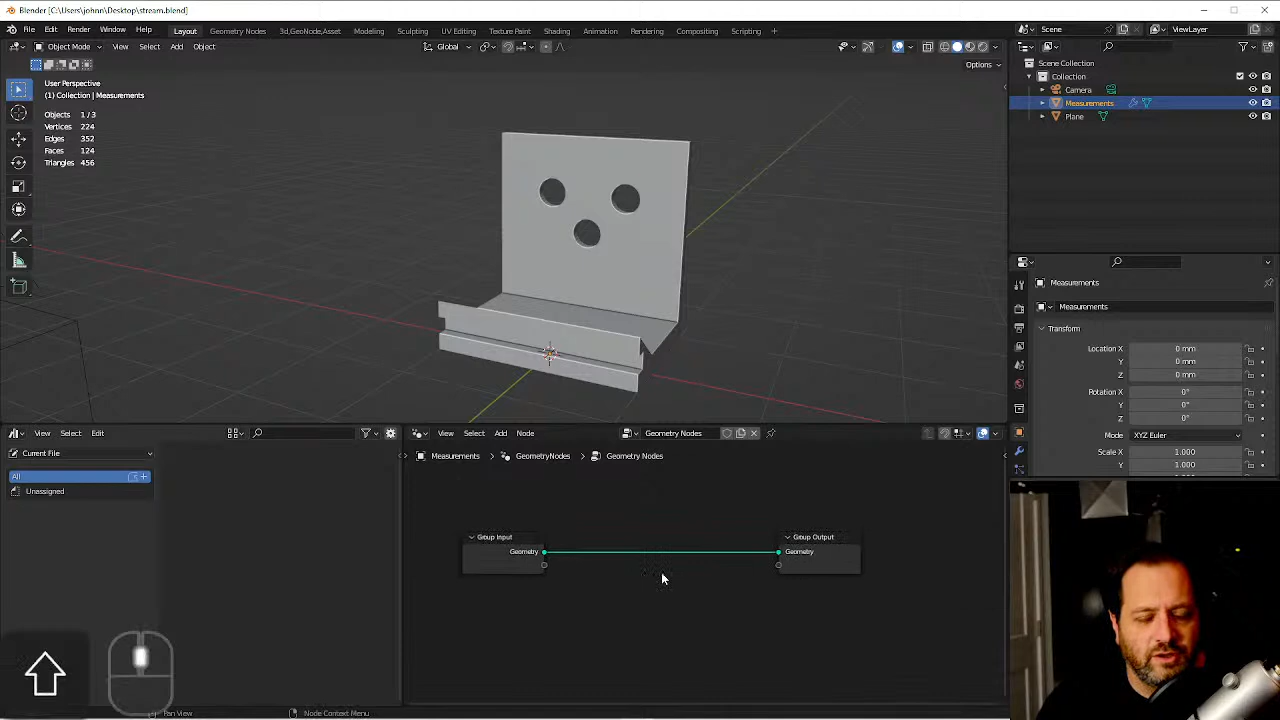 Blender [C:\Users\johnn\Desktop\stream.blend]
File Edit Render Window Help
Layout Geometry Nodes 3d,GeoNode,Asset Modeling Sculpting UV Editing Texture Paint Shading Animation Rendering Compositing Scripting +
Scene ViewLayer
Object Mode View Select Add Object Global
Options
User Perspective
(1) Collection | Measurements
Objects 1 / 3
Vertices 224
Edges 352
Faces 124
Triangles 456
Scene Collection
Collection
Camera
Measurements
Plane
Measurements
Measurements
Transform
Location X 0 mm
Y 0 mm
Z 0 mm
Rotation X 0°
Y 0°
Z 0°
Mode XYZ Euler
Scale X 1.000
Y 1.000
View Select Edit
Current File
All
Unassigned
View Select Add Node Geometry Nodes
Measurements > GeometryNodes > Geometry Nodes
Group Input
Geometry
Group Output
Geometry
Pan View Node Context Menu